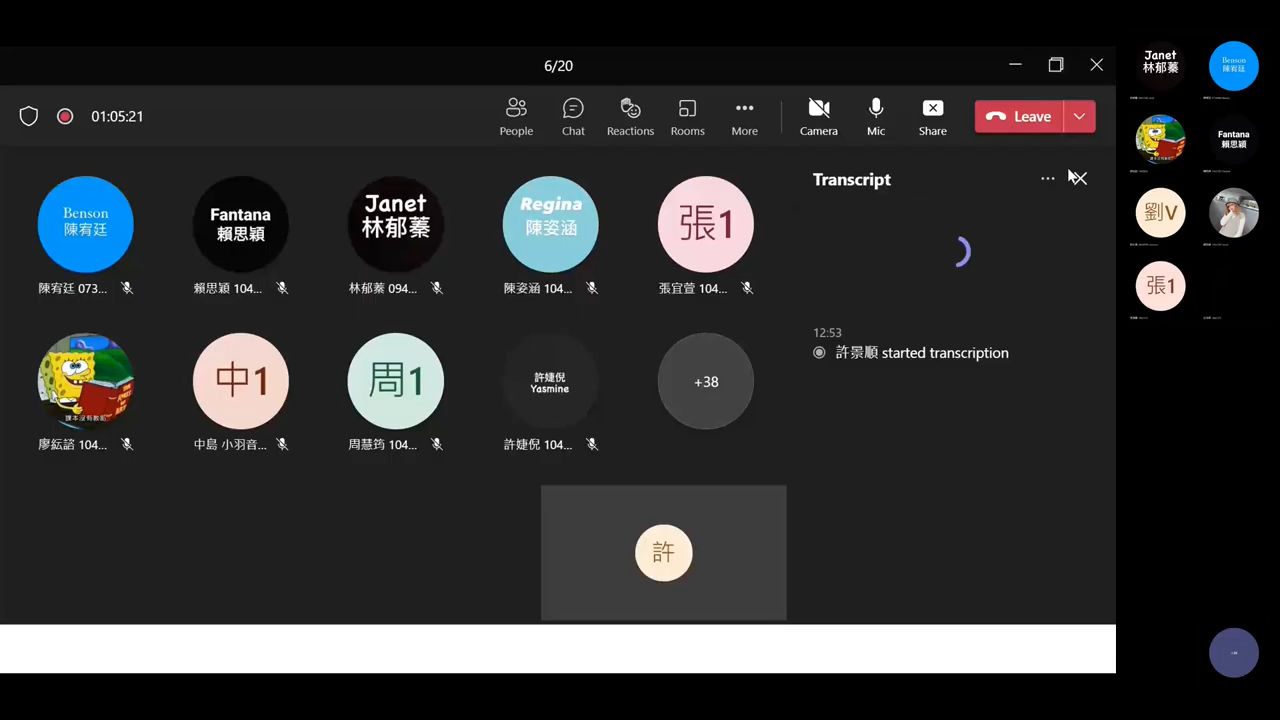 6/20
01:05:21
People
Chat
Reactions
Rooms
More
Camera
Mic
Share
Leave
Transcript
Benson
陳宥廷
Fantana
賴思穎
Janet
林郁蓁
Regina
陳姿涵
張1
陳宥廷 073...
賴思穎 104...
林郁蓁 094...
陳姿涵 104...
張宜萱 104...
12:53
許景順 started transcription
中1
周1
許婕倪
Yasmine
+38
廖紜諮 104...
中島 小羽音...
周慧筠 104...
許婕倪 104...
許
Janet
林郁蓁
Benson
陳宥廷
Fantana
賴思穎
劉V
張1